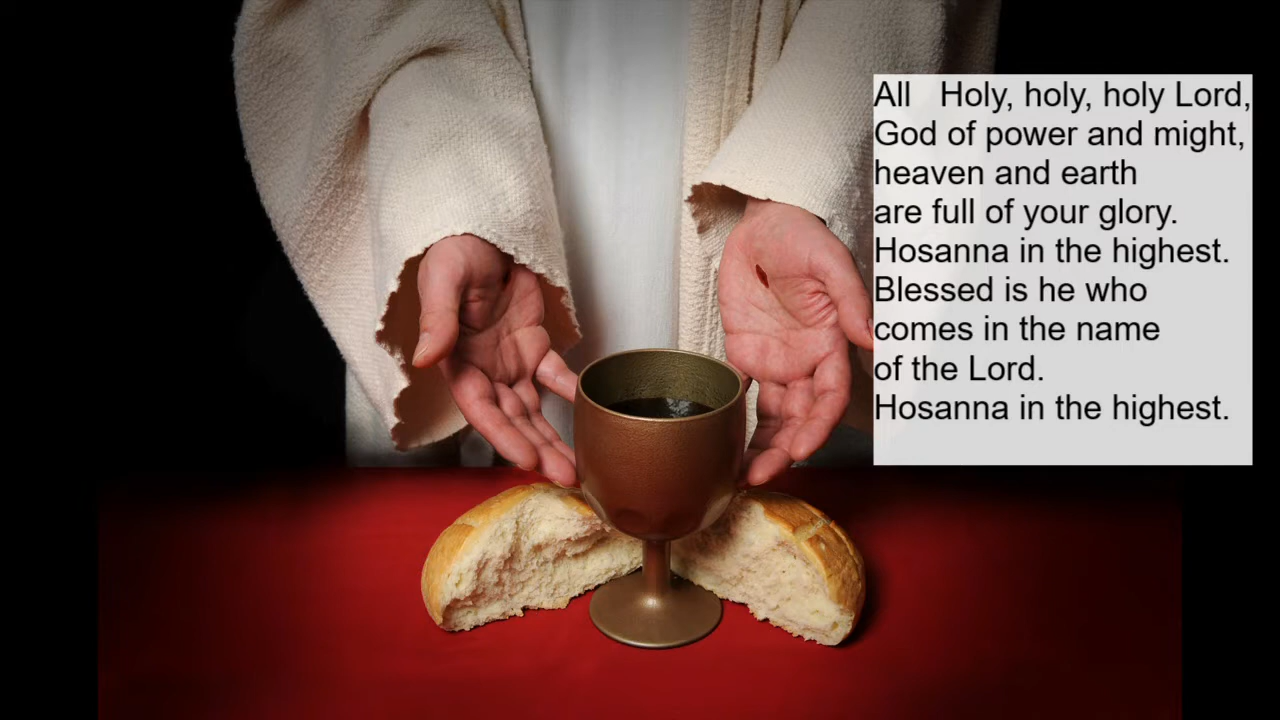 All   Holy, holy, holy Lord,
God of power and might,
heaven and earth
are full of your glory.
Hosanna in the highest.
Blessed is he who
comes in the name
of the Lord.
Hosanna in the highest.